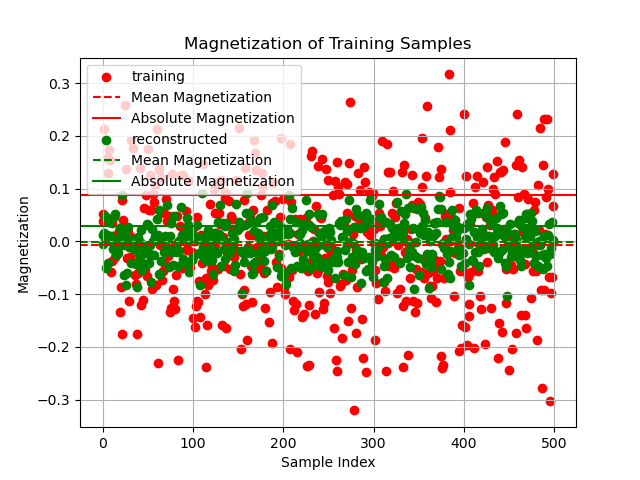 Magnetization of Training Samples
training
Mean Magnetization
Absolute Magnetization
reconstructed
Mean Magnetization
Absolute Magnetization
Magnetization
0.3
0.2
0.1
0.0
−0.1
−0.2
−0.3
0
100
200
300
400
500
Sample Index